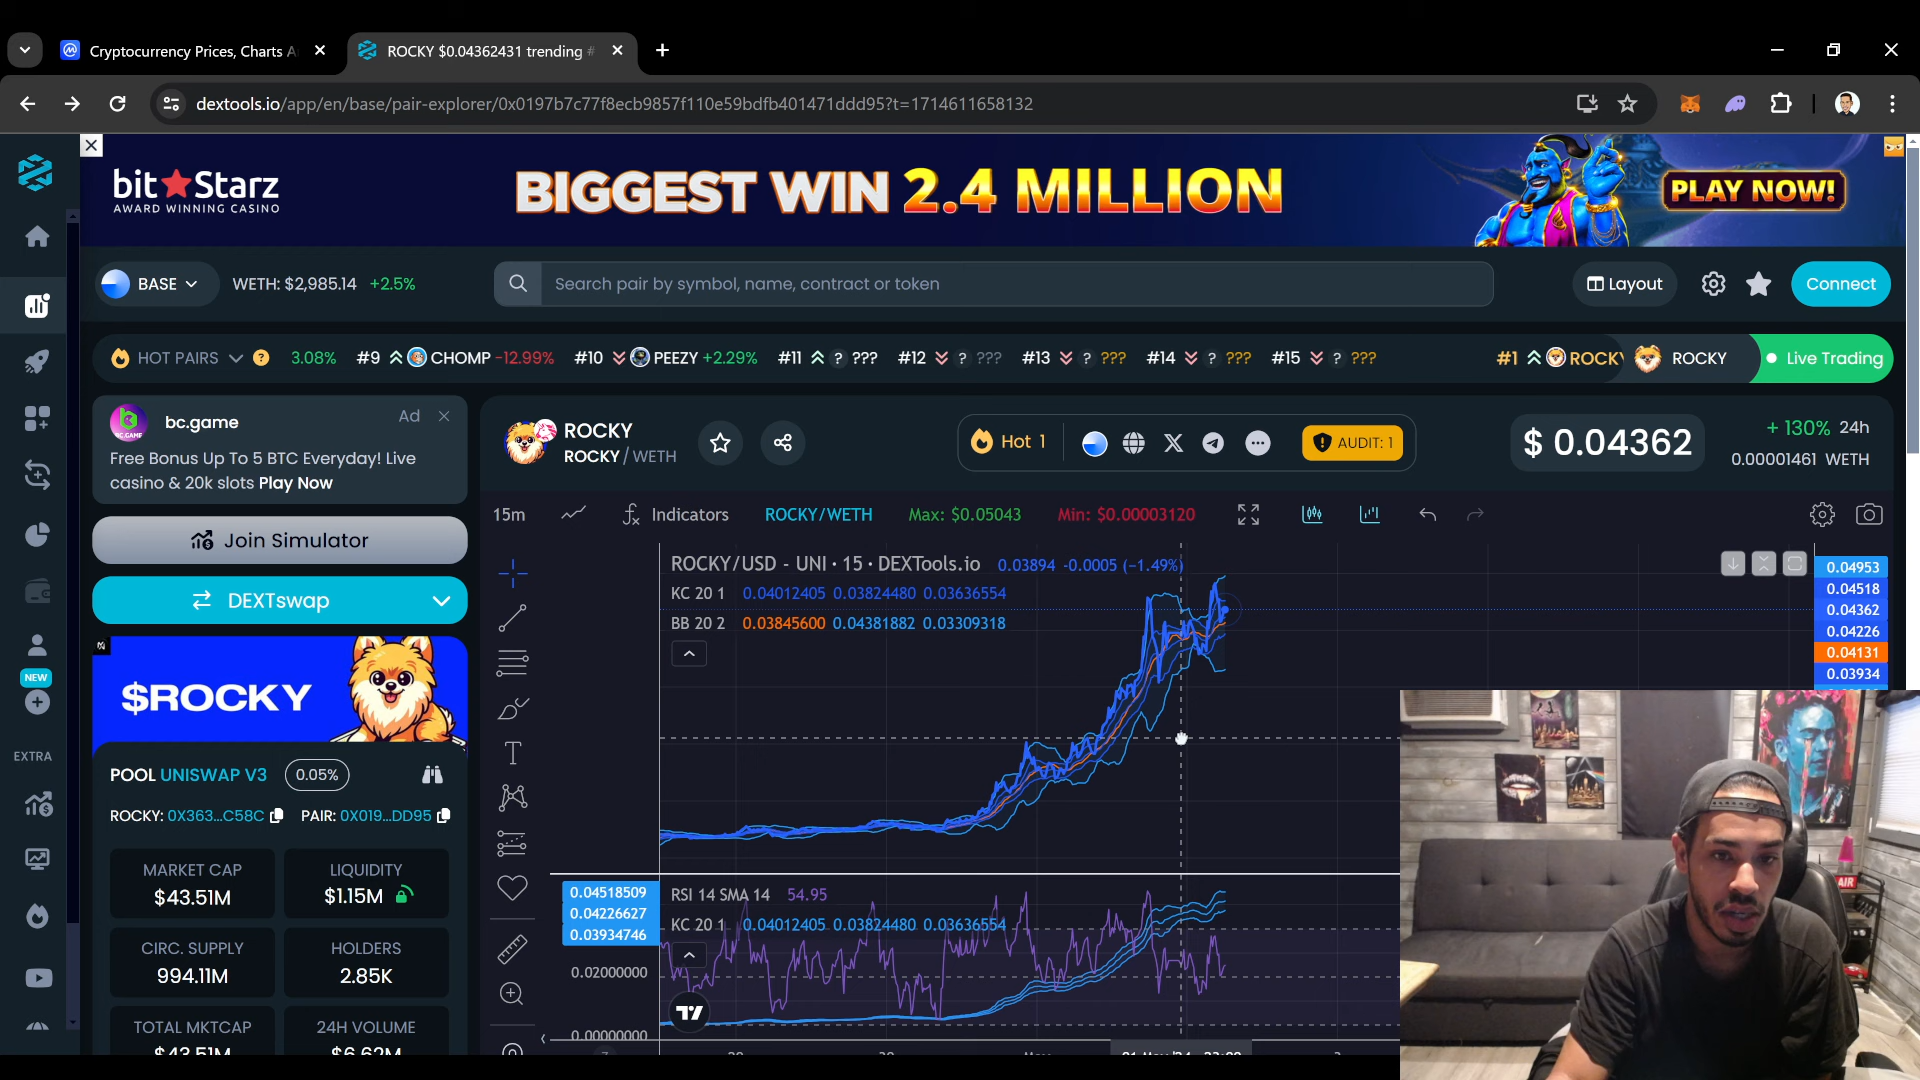 Cryptocurrency Prices, Charts A
ROCKY $0.04362431 trending #
dextools.io/app/en/base/pair-explorer/0x0197b7c77f8ecb9857f110e59bdfb401471ddd95?t=1714611658132
bitStarz
AWARD WINNING CASINO
BIGGEST WIN 2.4 MILLION
PLAY NOW!
BASE
WETH: $2,985.14 +2.5%
Search pair by symbol, name, contract or token
Layout
Connect
HOT PAIRS ? 3.08% #9 CHOMP -12.99% #10 PEEZY +2.29% #11 ? ??? #12 ? ??? #13 ? ??? #14 ? ??? #15 ? ??? #1 ROCKY ROCKY Live Trading
bc.game
Ad
Free Bonus Up To 5 BTC Everyday! Live
casino & 20k slots Play Now
ROCKY
ROCKY / WETH
Hot 1
AUDIT: 1
$ 0.04362
+ 130% 24h
0.00001461 WETH
Join Simulator
DEXTswap
$ROCKY
15m
Indicators
ROCKY/WETH
Max: $0.05043
Min: $0.00003120
ROCKY/USD - UNI · 15 · DEXTools.io 0.03894 -0.0005 (−1.49%)
KC 20 1 0.04012405 0.03824480 0.03636554
BB 20 2 0.03845600 0.04381882 0.03309318
0.04953
0.04518
0.04362
0.04226
0.04131
0.03934
NEW
EXTRA
POOL UNISWAP V3 0.05%
ROCKY: 0X363...C58C PAIR: 0X019...DD95
MARKET CAP
$43.51M
LIQUIDITY
$1.15M
CIRC. SUPPLY
994.11M
HOLDERS
2.85K
TOTAL MKTCAP
$43.51M
24H VOLUME
$6.62M
0.04518509
0.04226627
0.03934746
0.02000000
0.00000000
RSI 14 SMA 14 54.95
KC 20 1 0.04012405 0.03824480 0.03636554
AIR